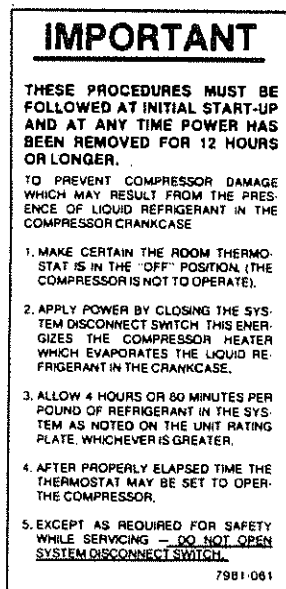 IMPORTANT
THESE PROCEDURES MUST BE
FOLLOWED AT INITIAL START-UP
AND AT ANY TIME POWER HAS
BEEN REMOVED FOR 12 HOURS
OR LONGER.
TO PREVENT COMPRESSOR DAMAGE
WHICH MAY RESULT FROM THE PRES-
ENCE OF LIQUID REFRIGERANT IN THE
COMPRESSOR CRANKCASE
1. MAKE CERTAIN THE ROOM THERMO-
STAT IS IN THE "OFF" POSITION, (THE
COMPRESSOR IS NOT TO OPERATE).
2. APPLY POWER BY CLOSING THE SYS-
TEM DISCONNECT SWITCH THIS ENER-
GIZES THE COMPRESSOR HEATER
WHICH EVAPORATES THE LIQUID RE-
FRIGERANT IN THE CRANKCASE.
3. ALLOW 4 HOURS OR 60 MINUTES PER
POUND OF REFRIGERANT IN THE SYS-
TEM AS NOTED ON THE UNIT RATING
PLATE, WHICHEVER IS GREATER.
4. AFTER PROPERLY ELAPSED TIME THE
THERMOSTAT MAY BE SET TO OPER-
THE COMPRESSOR.
5. EXCEPT AS REQUIRED FOR SAFETY
WHILE SERVICING – DO NOT OPEN
SYSTEM DISCONNECT SWITCH.
7981-061